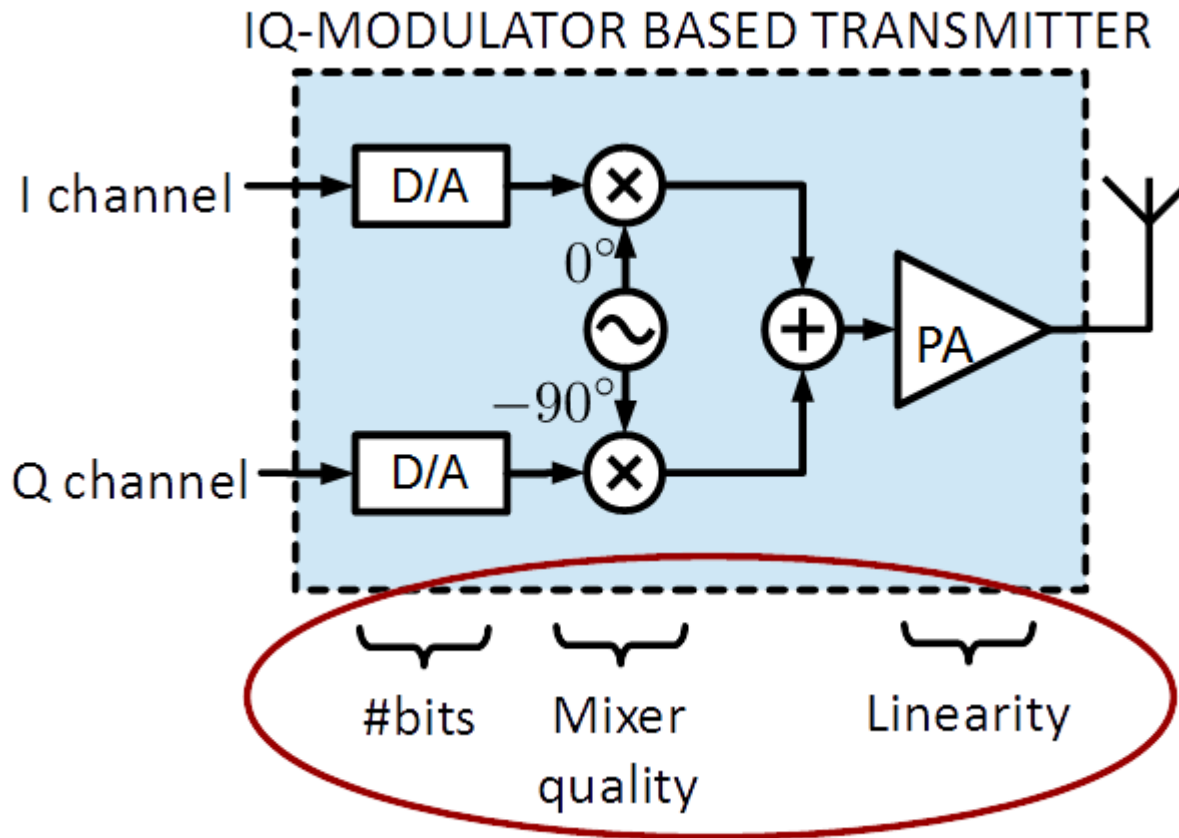 IQ-MODULATOR BASED TRANSMITTER
I channel
D/A
0°
PA
−90°
Q channel
D/A
#bits
Mixer
quality
Linearity